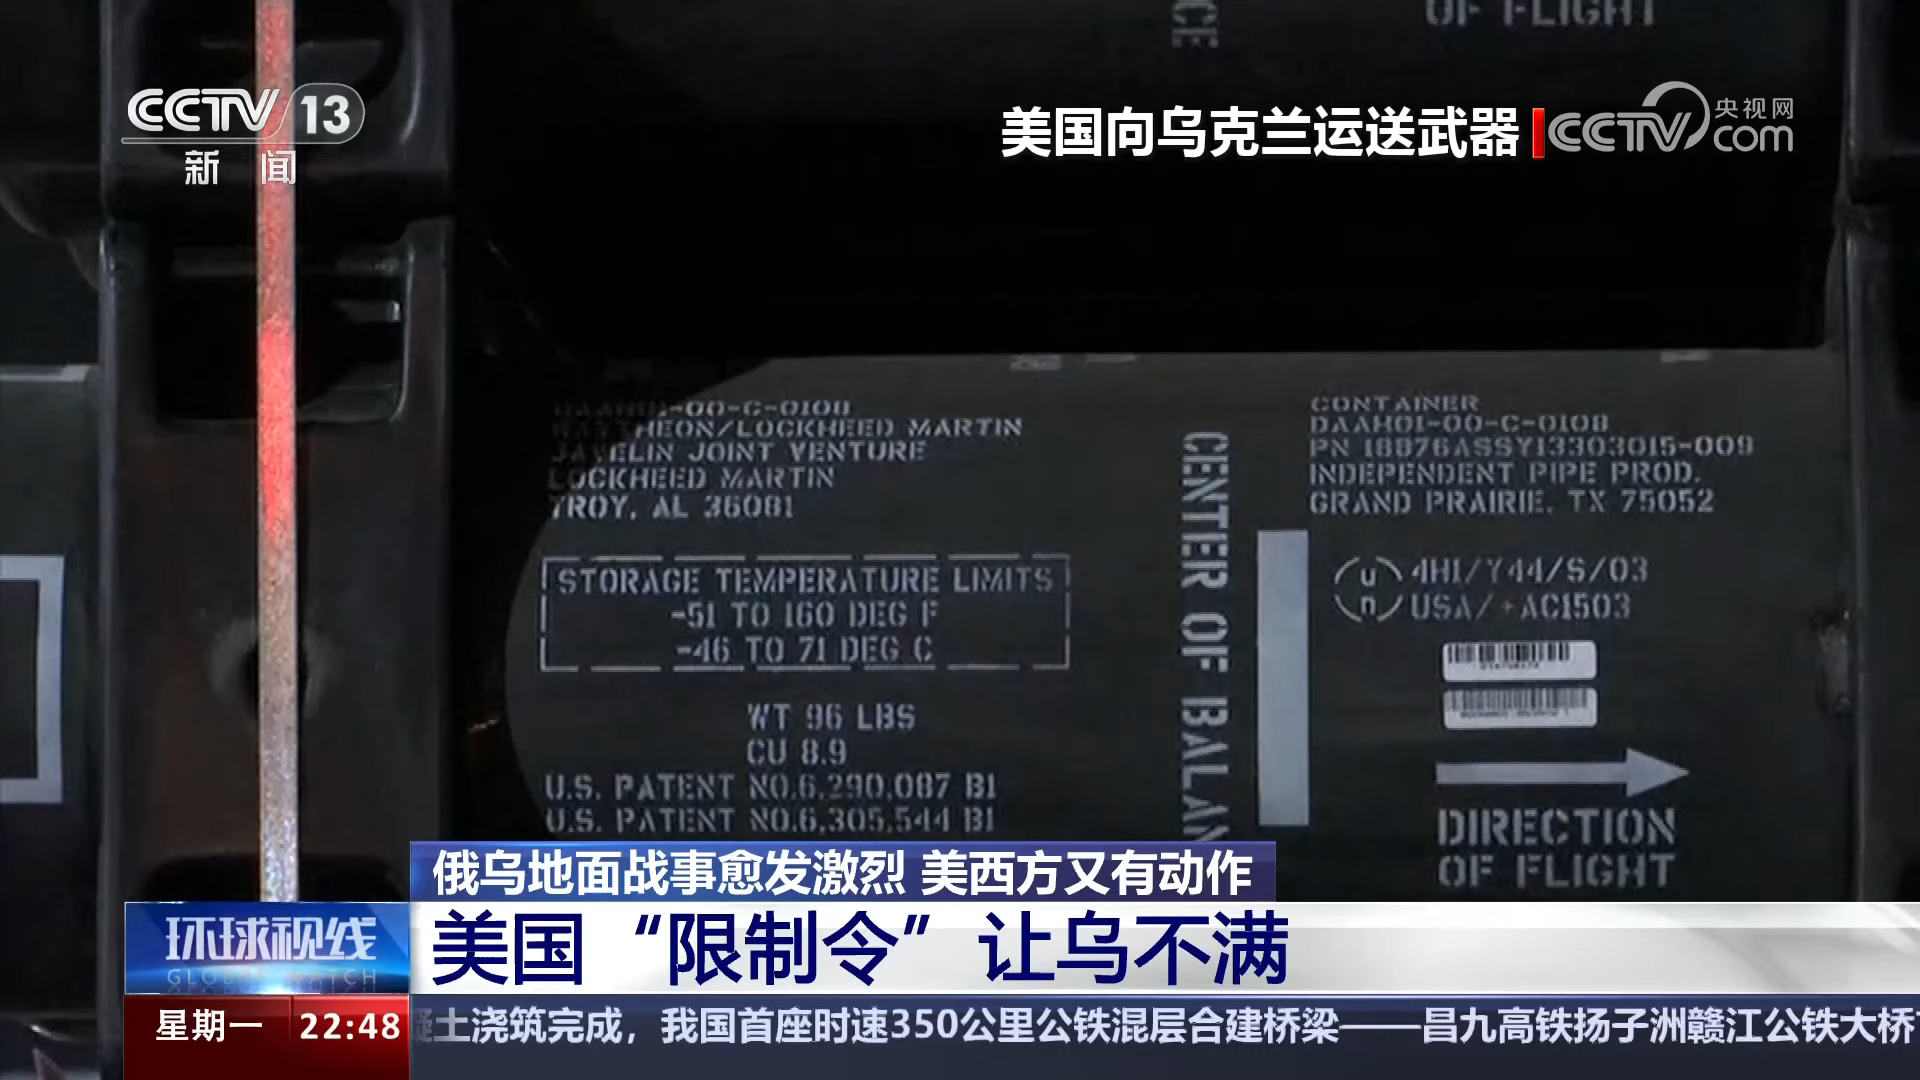 CE
OF FLIGHT
CCTV 13
新闻
美国向乌克兰运送武器
CCTV.com
央视网
DAAH01-00-C-0108
RAYTHEON/LOCKHEED MARTIN
JAVELIN JOINT VENTURE
LOCKHEED MARTIN
TROY, AL 36081
STORAGE TEMPERATURE LIMITS
-51 TO 160 DEG F
-46 TO 71 DEG C
WT 96 LBS
CU 8.9
U.S. PATENT NO.6,290,087 B1
U.S. PATENT NO.6,305,544 B1
CENTER OF BALAN
CONTAINER
DAAH01-00-C-0108
PN 18876ASSY13303015-009
INDEPENDENT PIPE PROD.
GRAND PRAIRIE, TX 75052
un
4H1/Y44/S/03
USA/+AC1503
DIRECTION
OF FLIGHT
俄乌地面战事愈发激烈 美西方又有动作
美国“限制令”让乌不满
环球视线
GLOBAL WATCH
星期一 22:48
凝土浇筑完成，我国首座时速350公里公铁混层合建桥梁——昌九高铁扬子洲赣江公铁大桥